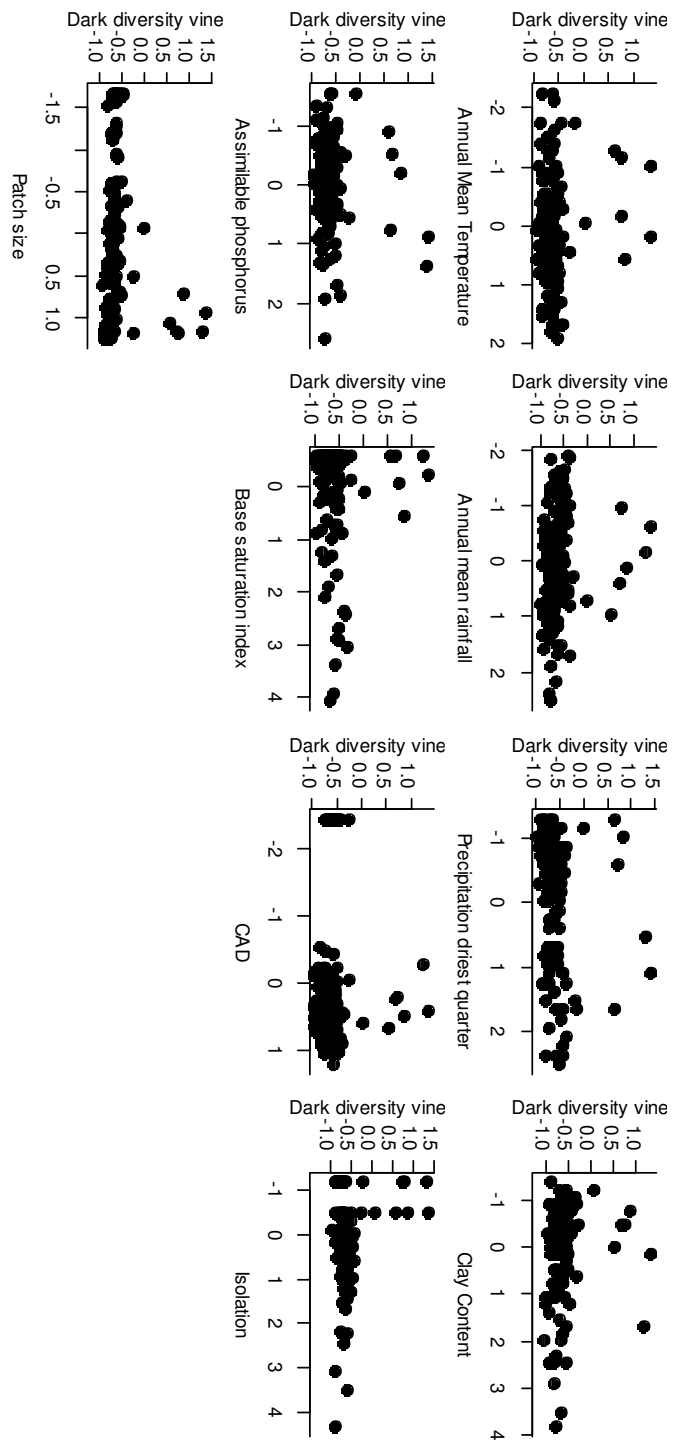 Dark diversity vine
-1.0 -0.5 0.0 0.5 1.0
-2 -1 0 1 2
Annual Mean Temperature
Dark diversity vine
-1.0 -0.5 0.0 0.5 1.0
-2 -1 0 1 2
Annual mean rainfall
Dark diversity vine
-1.0 -0.5 0.0 0.5 1.0 1.5
-1 0 1 2
Precipitation driest quarter
Dark diversity vine
-1.0 -0.5 0.0 0.5 1.0
-1 0 1 2 3 4
Clay Content
Dark diversity vine
-1.0 -0.5 0.0 0.5 1.0 1.5
-1 0 1 2
Assimilable phosphorus
Dark diversity vine
-1.0 -0.5 0.0 0.5 1.0
0 1 2 3 4
Base saturation index
Dark diversity vine
-1.0 -0.5 0.0 0.5 1.0
-2 -1 0 1
CAD
Dark diversity vine
-1.0 -0.5 0.0 0.5 1.0 1.5
-1 0 1 2 3 4
Isolation
Dark diversity vine
-1.0 -0.5 0.0 0.5 1.0 1.5
-1.5 -0.5 0.5 1.0
Patch size